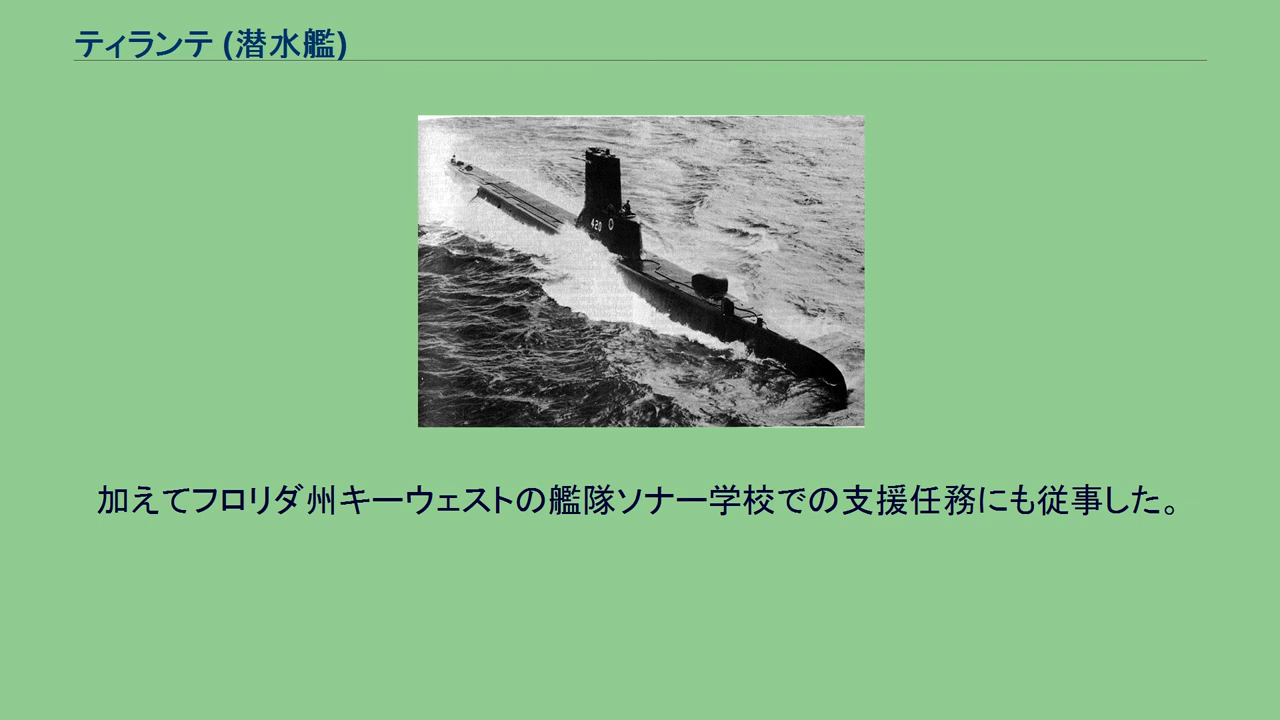 ティランテ (潜水艦)
420
加えてフロリダ州キーウェストの艦隊ソナー学校での支援任務にも従事した。